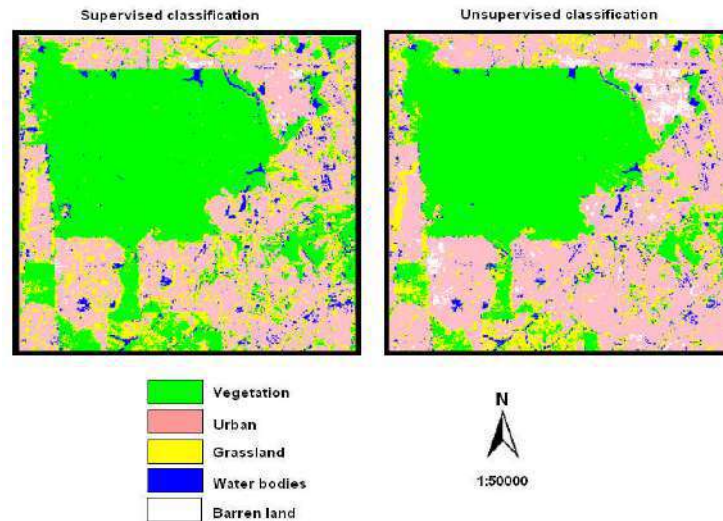 Supervised classification
Unsupervised classification
Vegetation
Urban
Grassland
Water bodies
Barren land
N
1:50000